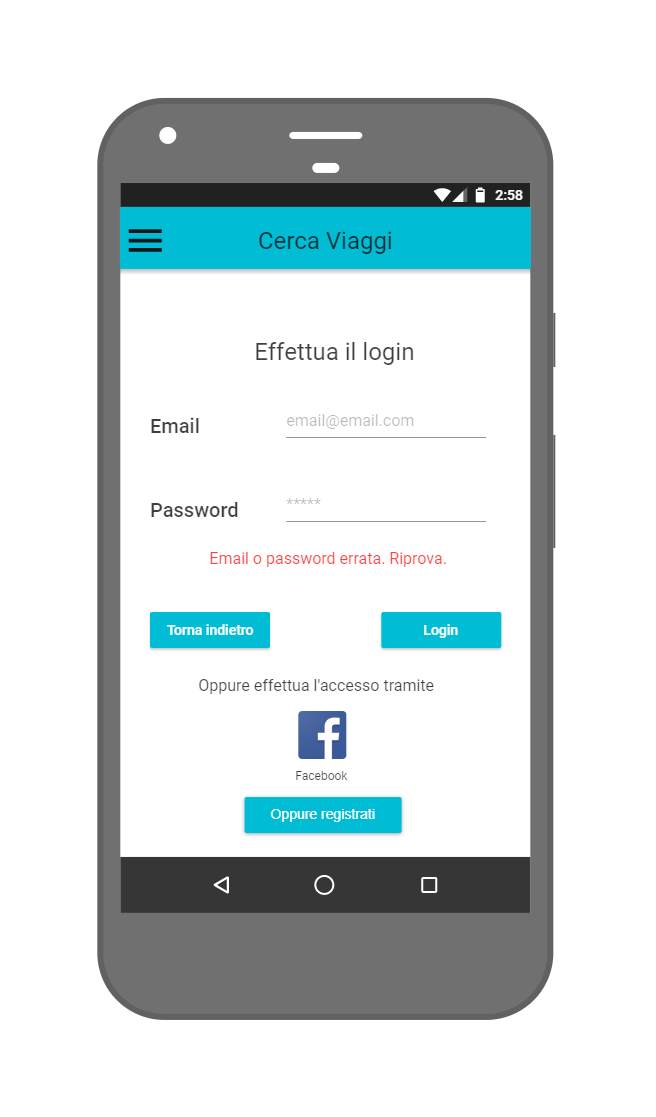 2:58
Cerca Viaggi
Effettua il login
Email
email@email.com
Password
*****
Email o password errata. Riprova.
Torna indietro
Login
Oppure effettua l'accesso tramite
Facebook
Oppure registrati